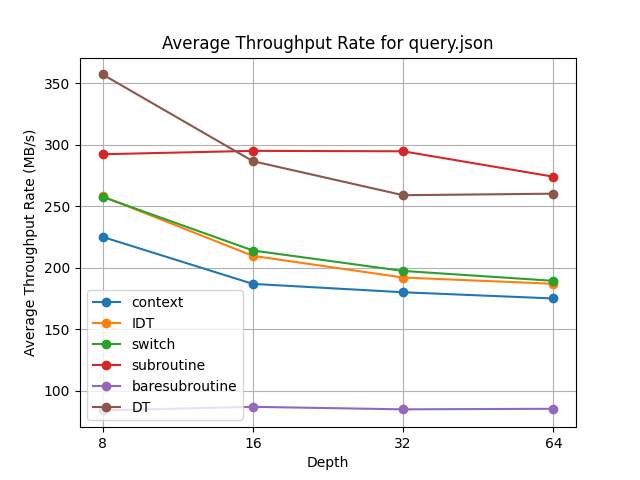 Average Throughput Rate for query.json
Average Throughput Rate (MB/s)
350
300
250
200
150
100
context
IDT
switch
subroutine
baresubroutine
DT
8 16 32 64
Depth